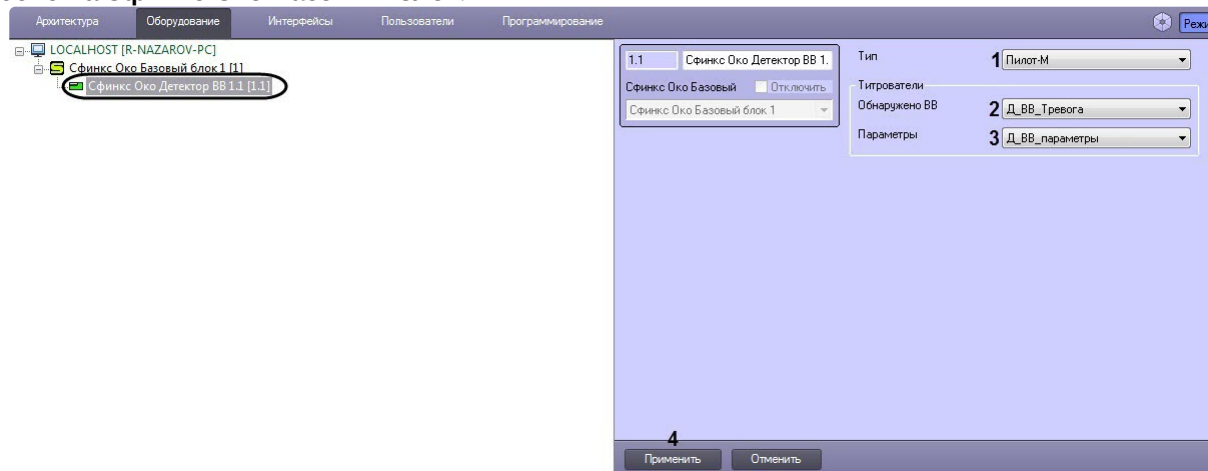 Архитектура Оборудование Интерфейсы Пользователи Программирование
LOCALHOST [R-NAZAROV-PC]
Сфинкс Око Базовый блок 1 [1]
Сфинкс Око Детектор ВВ 1.1 [1.1]
1.1 Сфинкс Око Детектор ВВ 1.
Сфинкс Око Базовый Отключить
Сфинкс Око Базовый блок 1
Тип 1 Пилот-М
Титрователи
Обнаружено ВВ 2 Д_ВВ_Тревога
Параметры 3 Д_ВВ_параметры
4
Применить Отменить